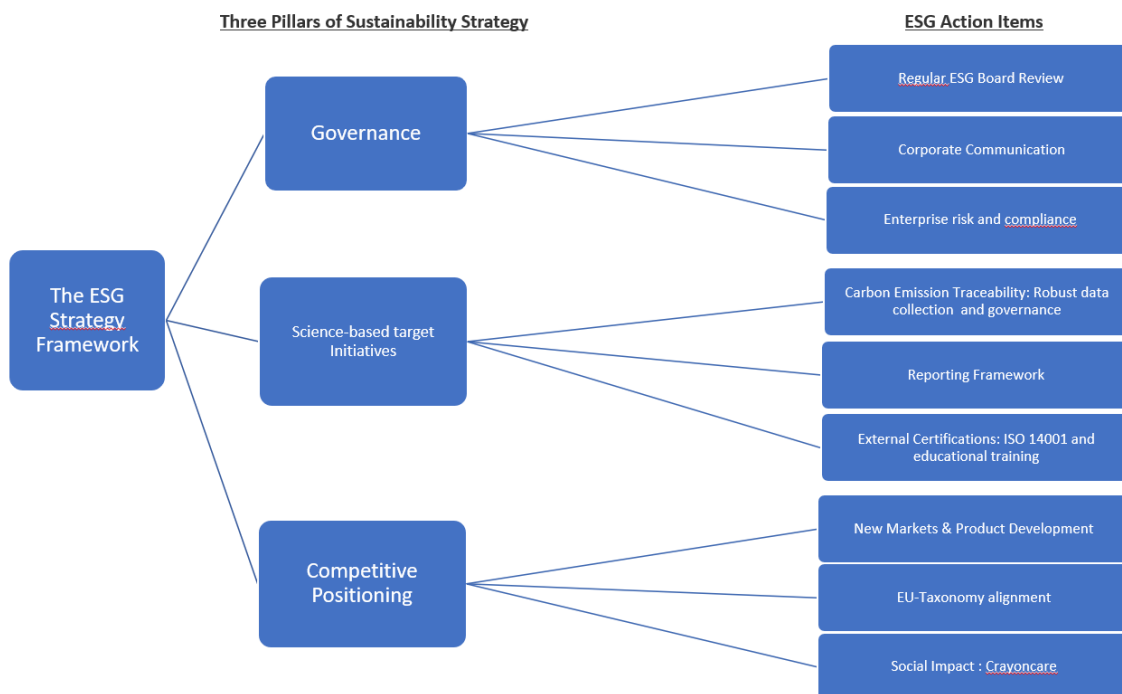 Three Pillars of Sustainability Strategy
ESG Action Items
The ESG
Strategy
Framework
Governance
Regular ESG Board Review
Corporate Communication
Enterprise risk and compliance
Science-based target
Initiatives
Carbon Emission Traceability: Robust data
collection and governance
Reporting Framework
External Certifications: ISO 14001 and
educational training
Competitive
Positioning
New Markets & Product Development
EU-Taxonomy alignment
Social Impact : Crayoncare